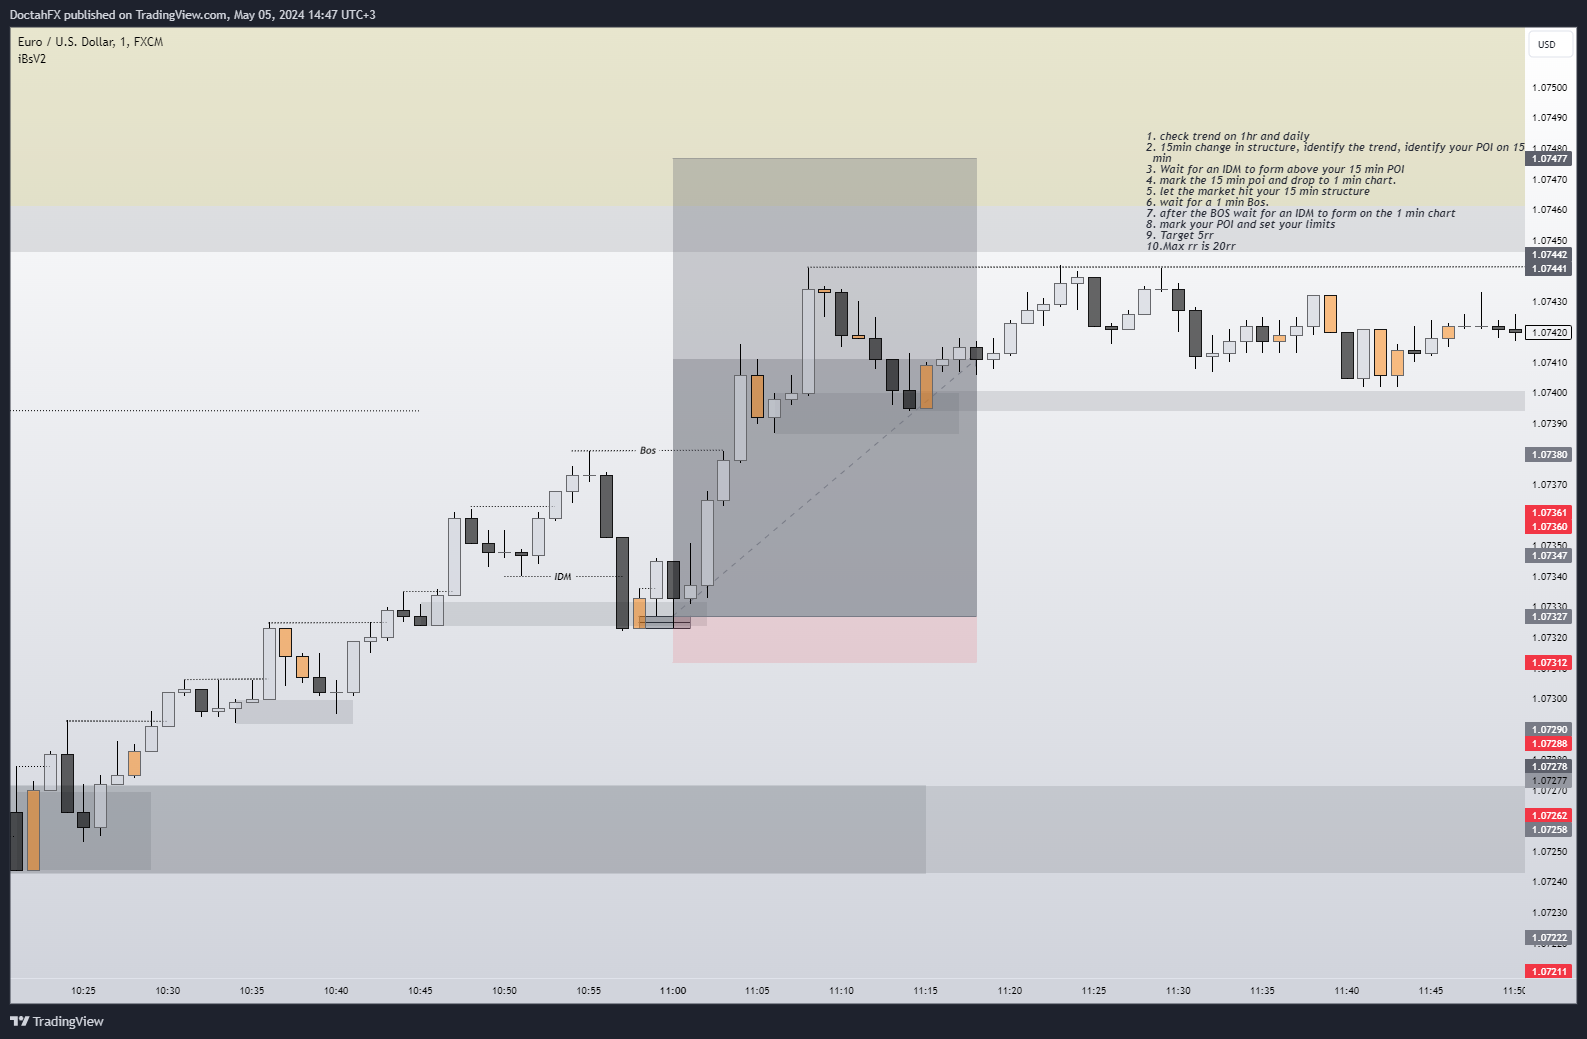 DoctahFX published on TradingView.com, May 05, 2024 14:47 UTC+3
Euro / U.S. Dollar, 1, FXCM
iBsV2
USD
1. check trend on 1hr and daily
2. 15min change in structure, identify the trend, identify your POI on 15
min
3. Wait for an IDM to form above your 15 min POI
4. mark the 15 min poi and drop to 1 min chart.
5. let the market hit your 15 min structure
6. wait for a 1 min Bos.
7. after the BOS wait for an IDM to form on the 1 min chart
8. mark your POI and set your limits
9. Target 5rr
10.Max rr is 20rr
Bos
IDM
1.07500
1.07490
1.07480
1.07477
1.07470
1.07460
1.07450
1.07442
1.07441
1.07430
1.07420
1.07410
1.07400
1.07390
1.07380
1.07370
1.07361
1.07360
1.07350
1.07347
1.07340
1.07330
1.07327
1.07320
1.07312
1.07300
1.07290
1.07288
1.07278
1.07277
1.07270
1.07262
1.07258
1.07250
1.07240
1.07230
1.07222
1.07211
10:25 10:30 10:35 10:40 10:45 10:50 10:55 11:00 11:05 11:10 11:15 11:20 11:25 11:30 11:35 11:40 11:45 11:50
TradingView